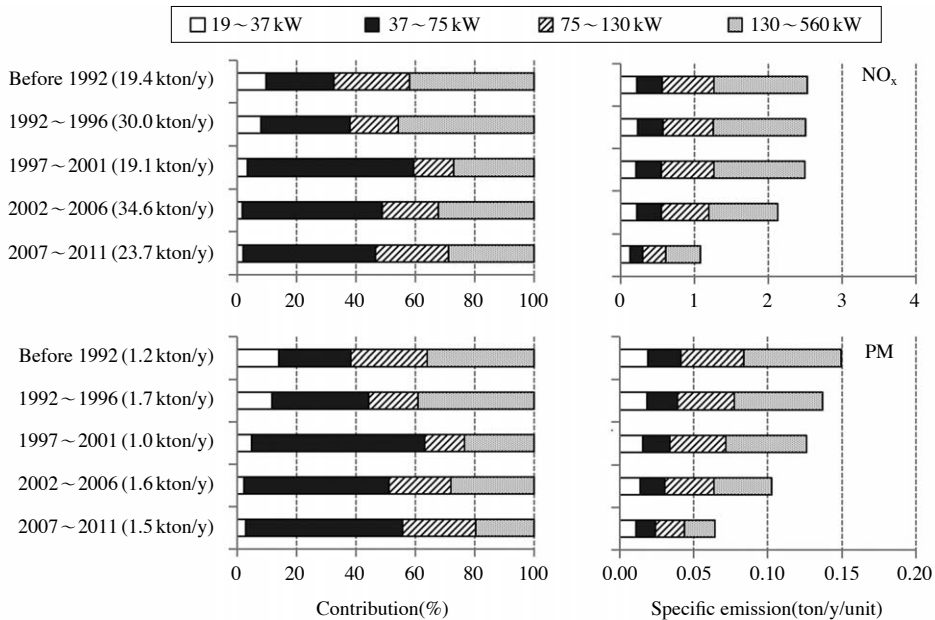 19～37 kW 37～75 kW 75～130 kW 130～560 kW
Before 1992 (19.4 kton/y)
1992～1996 (30.0 kton/y)
1997～2001 (19.1 kton/y)
2002～2006 (34.6 kton/y)
2007～2011 (23.7 kton/y)
0 20 40 60 80 100
NOx
0 1 2 3 4
Before 1992 (1.2 kton/y)
1992～1996 (1.7 kton/y)
1997～2001 (1.0 kton/y)
2002～2006 (1.6 kton/y)
2007～2011 (1.5 kton/y)
0 20 40 60 80 100
Contribution(%)
PM
0.00 0.05 0.10 0.15 0.20
Specific emission(ton/y/unit)